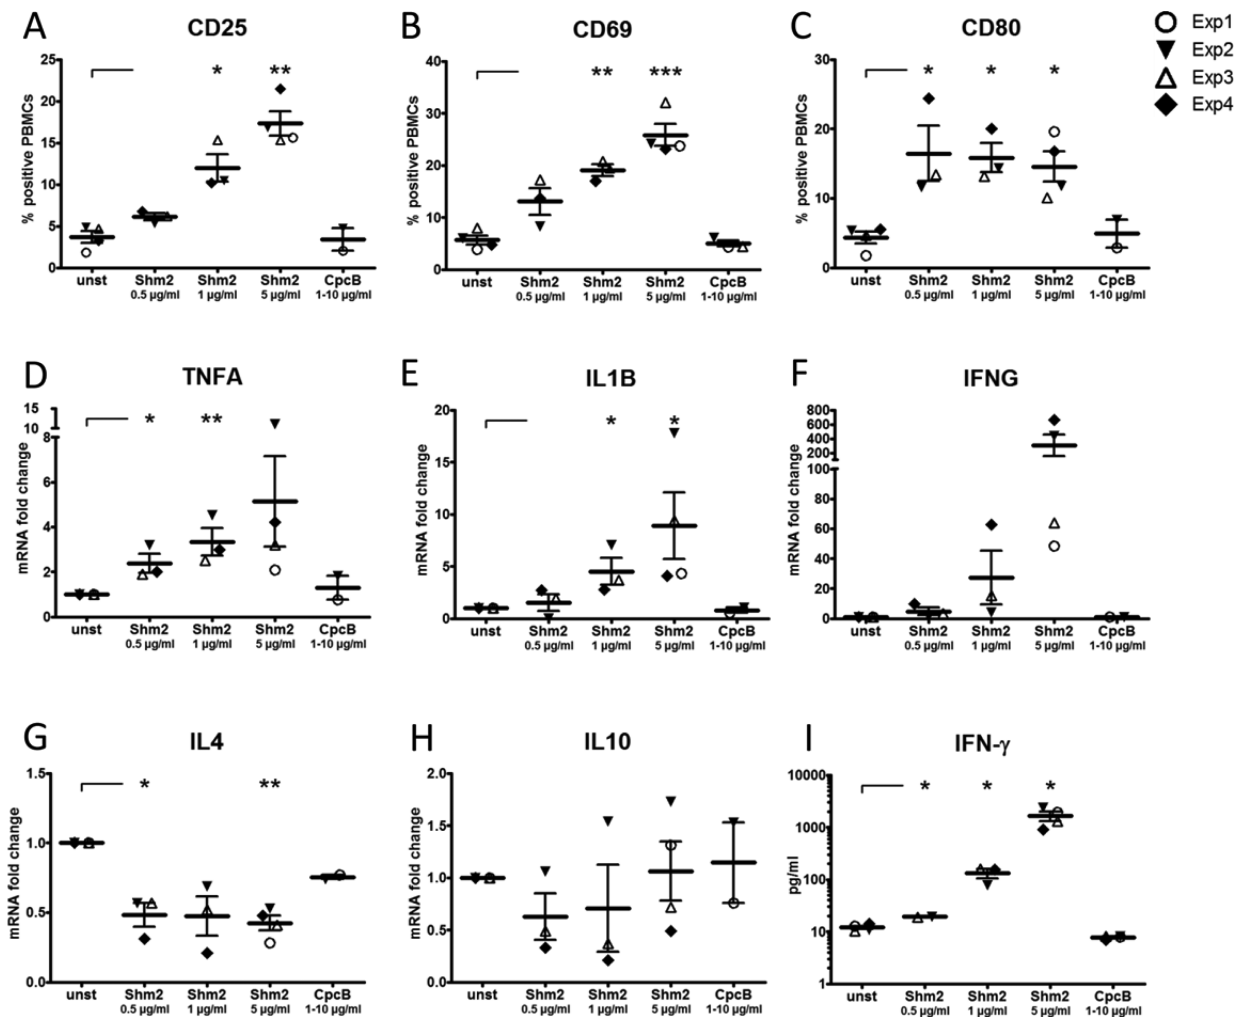 A
CD25
25
20
15
10
5
0
% positive PBMCs
* **
unst Shm2 Shm2 Shm2 CpcB
0.5 µg/ml 1 µg/ml 5 µg/ml 1-10 µg/ml
B
CD69
40
30
20
10
0
% positive PBMCs
** ***
unst Shm2 Shm2 Shm2 CpcB
0.5 µg/ml 1 µg/ml 5 µg/ml 1-10 µg/ml
C
CD80
30
20
10
0
% positive PBMCs
* * *
unst Shm2 Shm2 Shm2 CpcB
0.5 µg/ml 1 µg/ml 5 µg/ml 1-10 µg/ml
Exp1
Exp2
Exp3
Exp4
D
TNFA
15
10
8
6
4
2
0
mRNA fold change
* **
unst Shm2 Shm2 Shm2 CpcB
0.5 µg/ml 1 µg/ml 5 µg/ml 1-10 µg/ml
E
IL1B
20
15
10
5
0
mRNA fold change
* *
unst Shm2 Shm2 Shm2 CpcB
0.5 µg/ml 1 µg/ml 5 µg/ml 1-10 µg/ml
F
IFNG
800
600
400
200
100
80
60
40
20
0
mRNA fold change
unst Shm2 Shm2 Shm2 CpcB
0.5 µg/ml 1 µg/ml 5 µg/ml 1-10 µg/ml
G
IL4
1.5
1.0
0.5
0.0
mRNA fold change
* **
unst Shm2 Shm2 Shm2 CpcB
0.5 µg/ml 1 µg/ml 5 µg/ml 1-10 µg/ml
H
IL10
2.0
1.5
1.0
0.5
0.0
mRNA fold change
unst Shm2 Shm2 Shm2 CpcB
0.5 µg/ml 1 µg/ml 5 µg/ml 1-10 µg/ml
I
IFN-γ
10000
1000
100
10
1
pg/ml
* * *
unst Shm2 Shm2 Shm2 CpcB
0.5 µg/ml 1 µg/ml 5 µg/ml 1-10 µg/ml